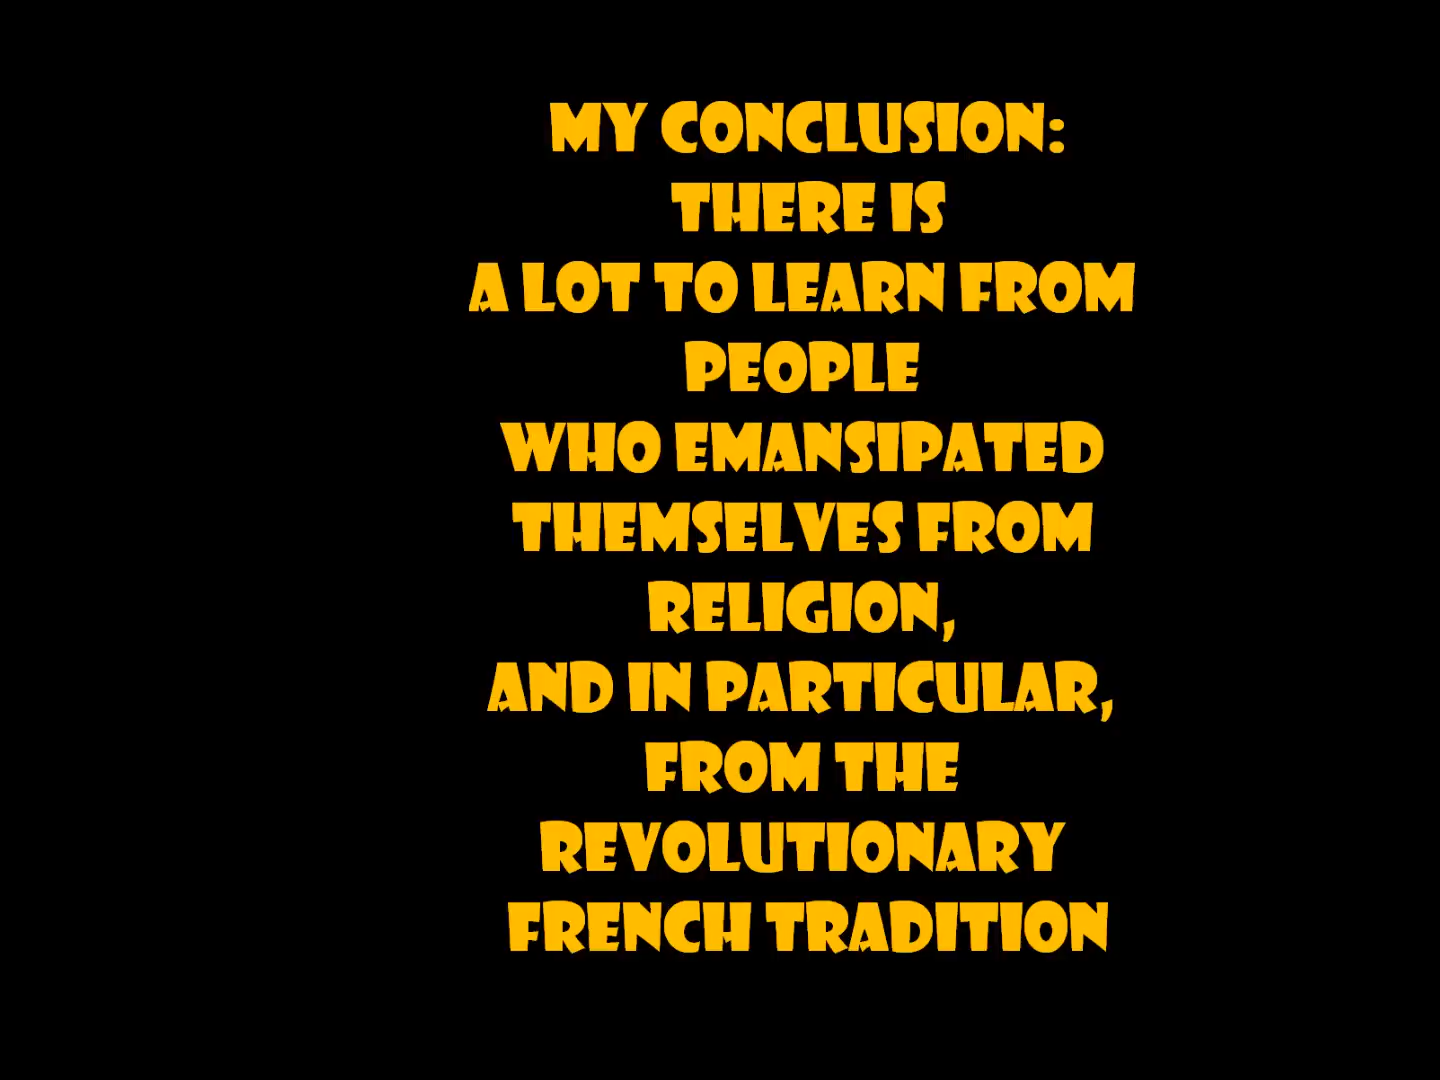 MY CONCLUSION:
THERE IS
A LOT TO LEARN FROM
PEOPLE
WHO EMANSIPATED
THEMSELVES FROM
RELIGION,
AND IN PARTICULAR,
FROM THE
REVOLUTIONARY
FRENCH TRADITION